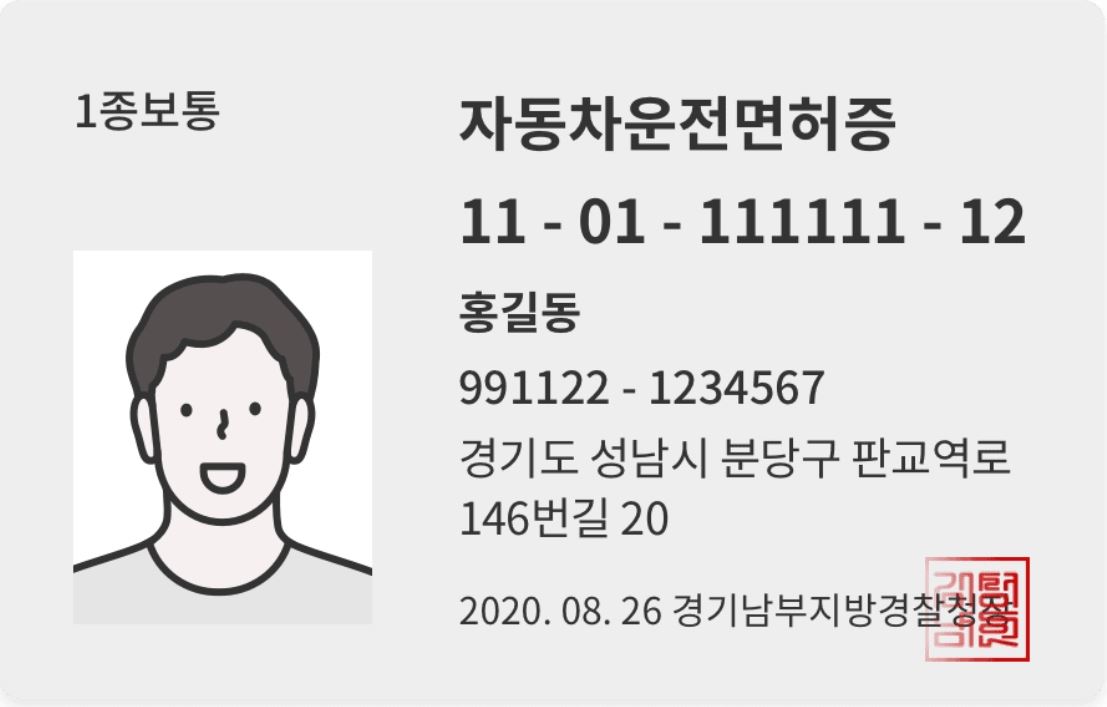 1종보통
자동차운전면허증
11 - 01 - 111111 - 12
홍길동
991122 - 1234567
경기도 성남시 분당구 판교역로
146번길 20
2020. 08. 26 경기남부지방경찰청장